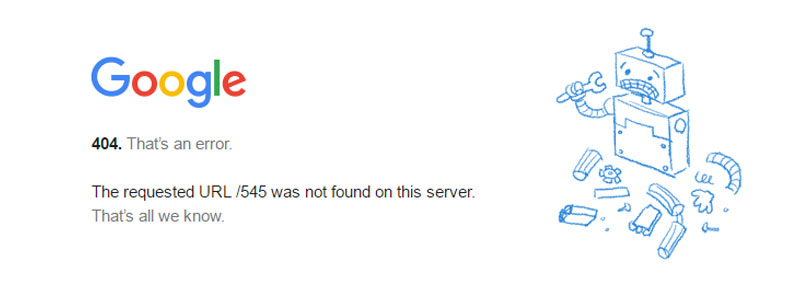 Google
404. That's an error.
The requested URL /545 was not found on this server.
That's all we know.